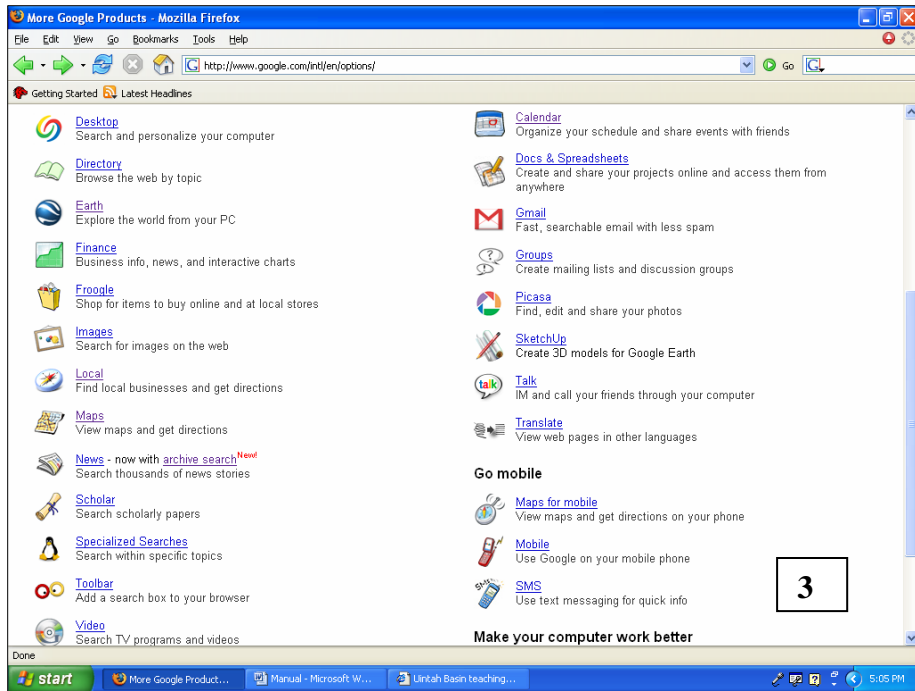 More Google Products - Mozilla Firefox
File Edit View Go Bookmarks Tools Help
G http://www.google.com/intl/en/options/ Go G
Getting Started Latest Headlines
Desktop
Search and personalize your computer
Directory
Browse the web by topic
Earth
Explore the world from your PC
Finance
Business info, news, and interactive charts
Froogle
Shop for items to buy online and at local stores
Images
Search for images on the web
Local
Find local businesses and get directions
Maps
View maps and get directions
News - now with archive search New!
Search thousands of news stories
Scholar
Search scholarly papers
Specialized Searches
Search within specific topics
Toolbar
Add a search box to your browser
Video
Search TV programs and videos
Calendar
Organize your schedule and share events with friends
Docs & Spreadsheets
Create and share your projects online and access them from
anywhere
Gmail
Fast, searchable email with less spam
Groups
Create mailing lists and discussion groups
Picasa
Find, edit and share your photos
SketchUp
Create 3D models for Google Earth
talk
Talk
IM and call your friends through your computer
Translate
View web pages in other languages
Go mobile
Maps for mobile
View maps and get directions on your phone
Mobile
Use Google on your mobile phone
SMS
SMS
Use text messaging for quick info
3
Make your computer work better
Done
start More Google Product... Manual - Microsoft W... Uintah Basin teaching... 5:05 PM